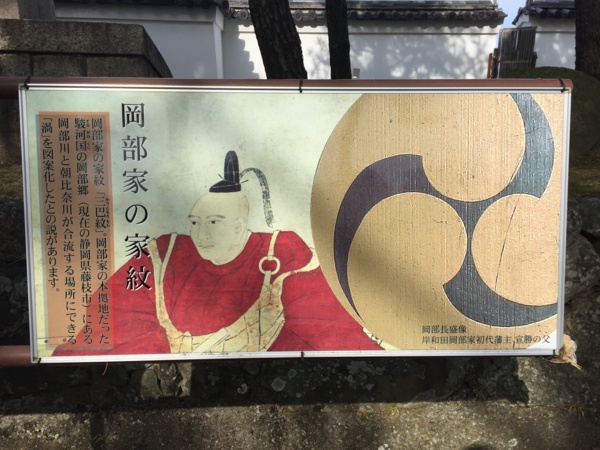 岡部家の家紋
岡部家の家紋「三巴紋」。岡部家の本拠地だった
駿河国の岡部郷（現在の静岡県藤枝市）にある
岡部川と朝比奈川が合流する場所にできる
「渦」を図案化したとの説があります。
岡部長盛像
岸和田岡部家初代藩主 宣勝の父